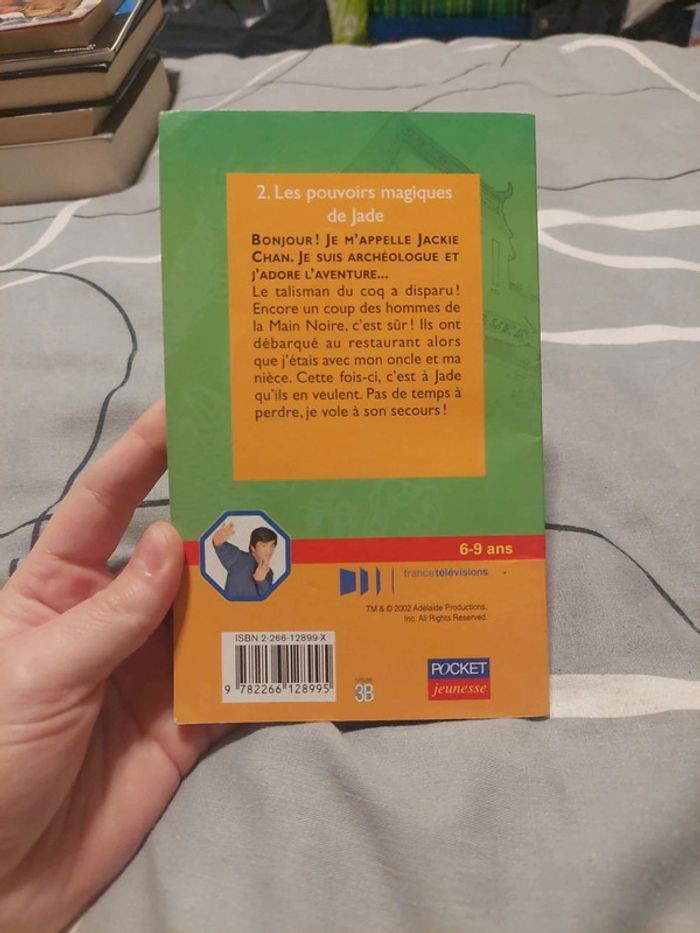 2. Les pouvoirs magiques
de Jade
BONJOUR! JE M'APPELLE JACKIE
CHAN. JE SUIS ARCHÉOLOGUE ET
J'ADORE L'AVENTURE...
Le talisman du coq a disparu!
Encore un coup des hommes de
la Main Noire, c'est sûr! Ils ont
débarqué au restaurant alors
que j'étais avec mon oncle et ma
nièce. Cette fois-ci, c'est à Jade
qu'ils en veulent. Pas de temps à
perdre, je vole à son secours!
6-9 ans
francetélévisions
TM & © 2002 Adelaide Productions,
Inc. All Rights Reserved.
ISBN 2-266-12899-X
9 782266 128995
3B
POCKET
jeunesse